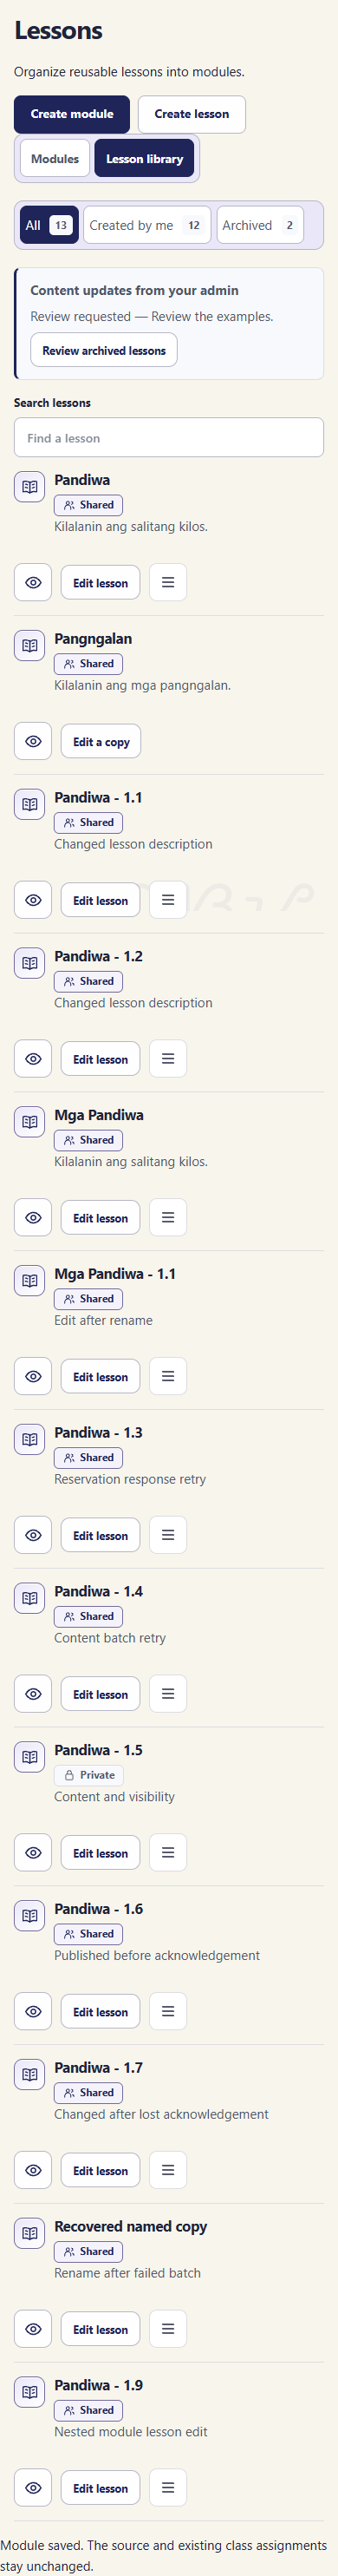 Lessons
Organize reusable lessons into modules.
Create module
Create lesson
Modules
Lesson library
All 13
Created by me 12
Archived 2
Content updates from your admin
Review requested — Review the examples.
Review archived lessons
Search lessons
Find a lesson
Pandiwa
Shared
Kilalanin ang salitang kilos.
Edit lesson
Pangngalan
Shared
Kilalanin ang mga pangngalan.
Edit a copy
Pandiwa - 1.1
Shared
Changed lesson description
Edit lesson
Pandiwa - 1.2
Shared
Changed lesson description
Edit lesson
Mga Pandiwa
Shared
Kilalanin ang salitang kilos.
Edit lesson
Mga Pandiwa - 1.1
Shared
Edit after rename
Edit lesson
Pandiwa - 1.3
Shared
Reservation response retry
Edit lesson
Pandiwa - 1.4
Shared
Content batch retry
Edit lesson
Pandiwa - 1.5
Private
Content and visibility
Edit lesson
Pandiwa - 1.6
Shared
Published before acknowledgement
Edit lesson
Pandiwa - 1.7
Shared
Changed after lost acknowledgement
Edit lesson
Recovered named copy
Shared
Rename after failed batch
Edit lesson
Pandiwa - 1.9
Shared
Nested module lesson edit
Edit lesson
Module saved. The source and existing class assignments
stay unchanged.